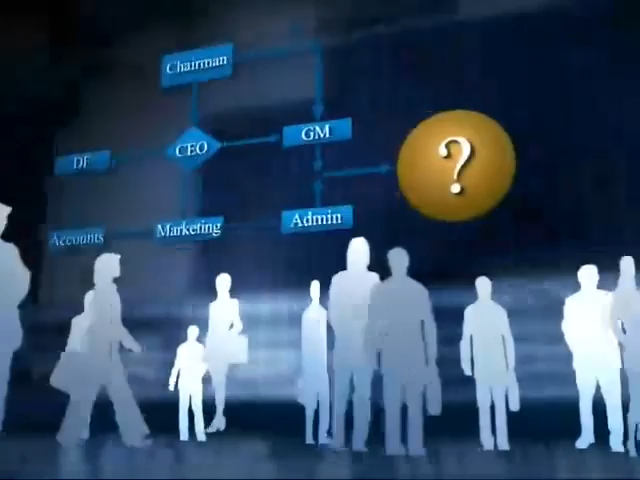 Chairman
CEO
GM
?
DF
Accounts
Marketing
Admin